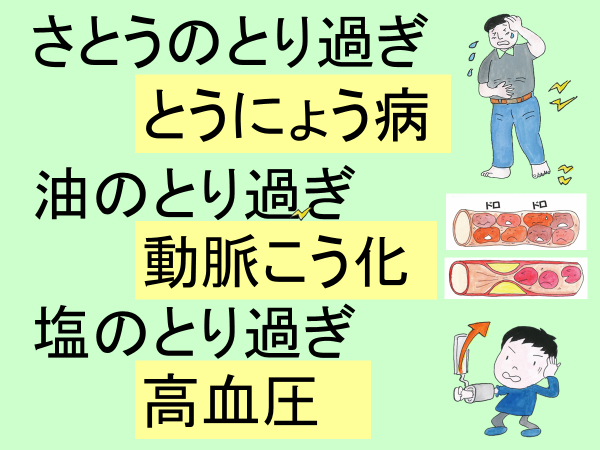 さとうのとり過ぎ
とうにょう病
油のとり過ぎ
ドロ ドロ
動脈こう化
塩のとり過ぎ
高血圧